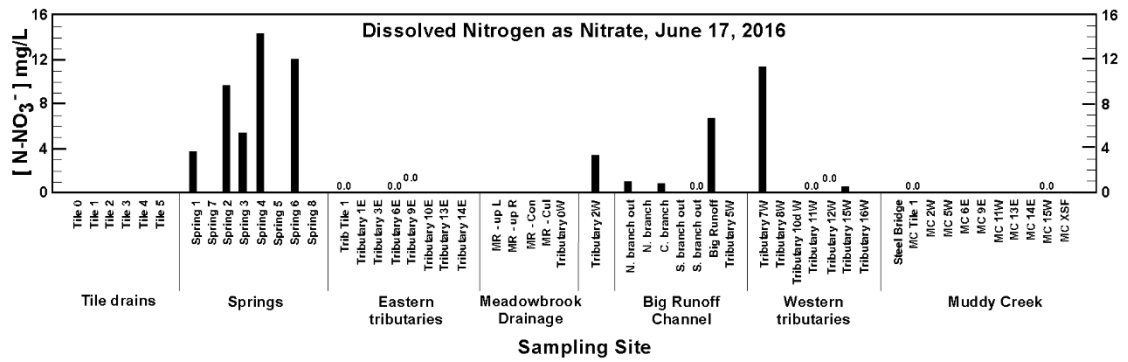 Dissolved Nitrogen as Nitrate, June 17, 2016
[ N-NO3- ] mg/L
16
12
8
4
0
16
12
8
4
0
0.0
0.0
0.0
0.0
0.0
0.0
0.0
0.0
Tile 0
Tile 1
Tile 2
Tile 3
Tile 4
Tile 5
Spring 1
Spring 7
Spring 2
Spring 3
Spring 4
Spring 5
Spring 6
Spring 8
Trib Tile 1
Tributary 1E
Tributary 3E
Tributary 6E
Tributary 9E
Tributary 10E
Tributary 13E
Tributary 14E
MR - up L
MR - up R
MR - Con
MR - Cul
Tributary 0W
Tributary 2W
N. branch out
N. branch
C. branch
S. branch out
S. branch out
Big Runoff
Tributary 5W
Tributary 7W
Tributary 8W
Tributary 10d W
Tributary 11W
Tributary 12W
Tributary 15W
Tributary 16W
Steel Bridge
MC Tile 1
MC 2W
MC 5W
MC 6E
MC 9E
MC 11W
MC 13E
MC 14E
MC 15W
MC XSF
Tile drains
Springs
Eastern
tributaries
Meadowbrook
Drainage
Big Runoff
Channel
Western
tributaries
Muddy Creek
Sampling Site